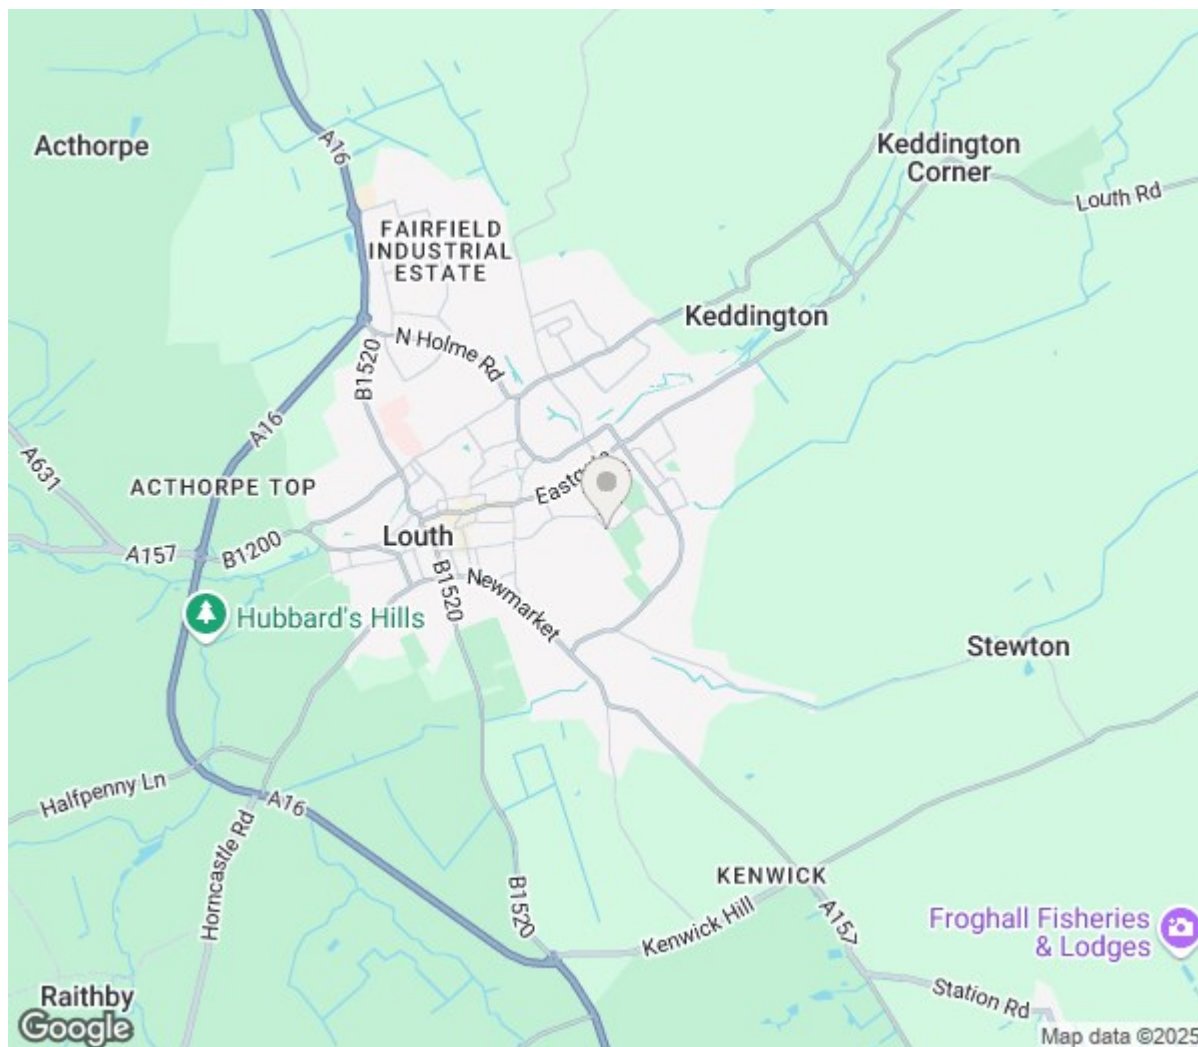 A16
Acthorpe
Keddington
Corner
Louth Rd
FAIRFIELD
INDUSTRIAL
ESTATE
Keddington
N Holme Rd
B1520
A16
A631
ACTHORPE TOP
Eastgate
Louth
A157
B1200
B1520
Newmarket
Hubbard's Hills
Stewton
Halfpenny Ln
A16
Horncastle Rd
KENWICK
B1520
Kenwick Hill
A157
Froghall Fisheries
& Lodges
Station Rd
Raithby
Google
Map data ©2025